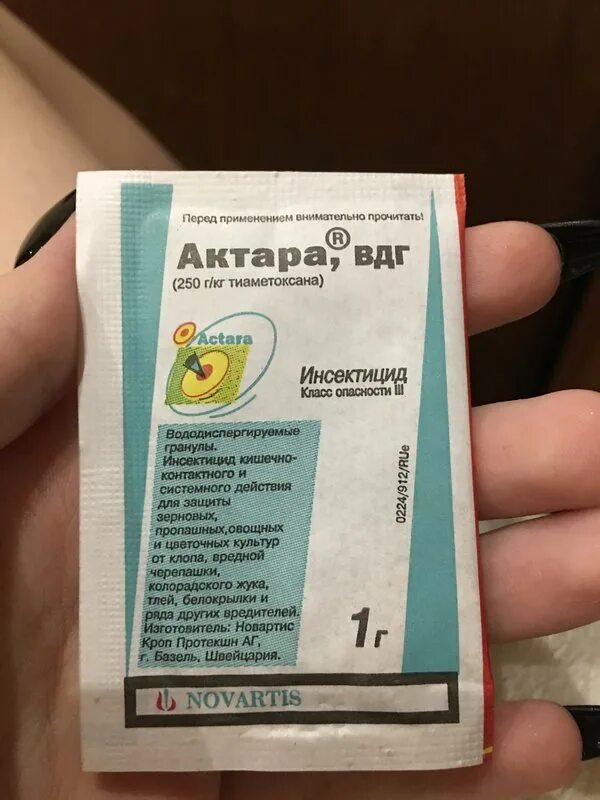 Перед применением внимательно прочитать!
Актара,® ВДГ
(250 г/кг тиаметоксана)
Actara
Инсектицид
Класс опасности III
Вододиспергируемые
гранулы.
Инсектицид кишечно-
контактного и
системного действия
для защиты
зерновых,
пропашных,овощных
и цветочных культур
от клопа, вредной
черепашки,
колорадского жука,
тлей, белокрылки и
ряда других вредителей.
Изготовитель: Новартис
Кроп Протекшн АГ,
г. Базель, Швейцария.
0224/912/RUe
1г
NOVARTIS